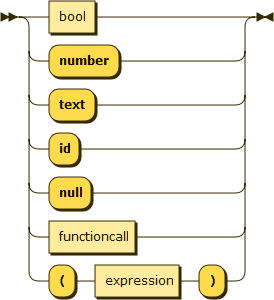 bool
number
text
id
null
functioncall
( expression )